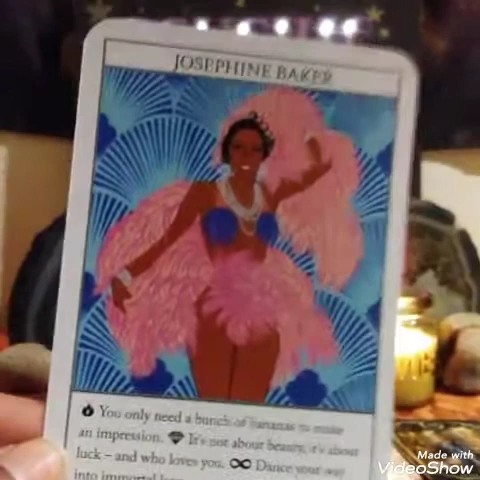 JOSEPHINE BAKER
You only need a bunch of bananas to make
an impression. It's not about beauty, it's about
luck – and who loves you. Dance your way
into immortal
Made with
VideoShow